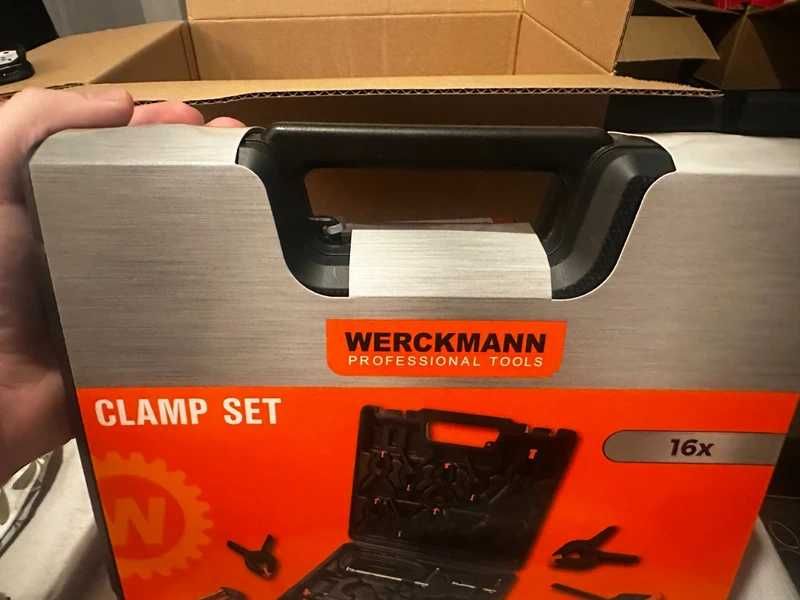 WERCKMANN
PROFESSIONAL TOOLS
CLAMP SET
16x
W